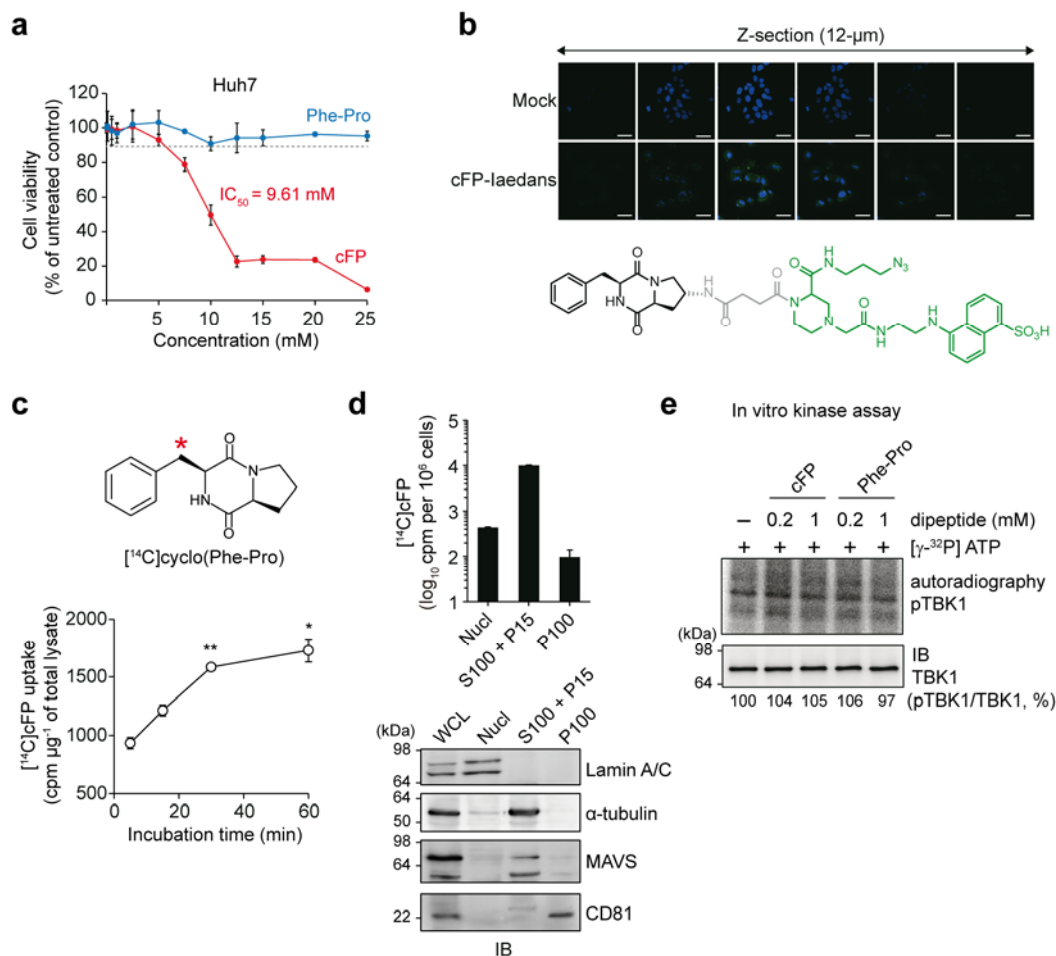 a
Huh7
Cell viability
(% of untreated control)
120
100
80
60
40
20
0
Phe-Pro
IC50 = 9.61 mM
cFP
5
10
15
20
25
Concentration (mM)
b
Z-section (12-µm)
Mock
cFP-Iaedans
O
N
HN
O
H
N
O
O
N
O
H
N
N3
N
O
N
H
H
N
SO3H
c
*
O
N
HN
O
[14C]cyclo(Phe-Pro)
[14C]cFP uptake
(cpm µg-1 of total lysate)
2000
1500
1000
500
**
*
0
20
40
60
Incubation time (min)
d
[14C]cFP
(log10 cpm per 10^6 cells)
5
4
3
2
1
Nucl
S100 + P15
P100
(kDa)
WCL
Nucl
S100 + P15
P100
98
64
Lamin A/C
64
50
α-tubulin
98
64
MAVS
22
CD81
IB
e
In vitro kinase assay
cFP
Phe-Pro
– 0.2 1 0.2 1 dipeptide (mM)
+ + + + + [γ-32P] ATP
autoradiography
pTBK1
(kDa)
98
64
IB
TBK1
100 104 105 106 97 (pTBK1/TBK1, %)